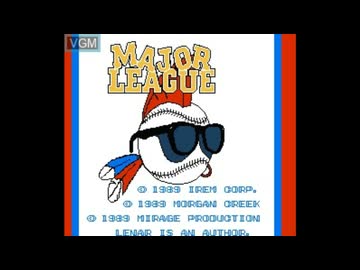 VGM
MAJOR
LEAGUE
© 1989 IREM CORP.
© 1989 MORGAN CREEK
© 1989 MIRAGE PRODUCTION
LENAR IS AN AUTHOR.